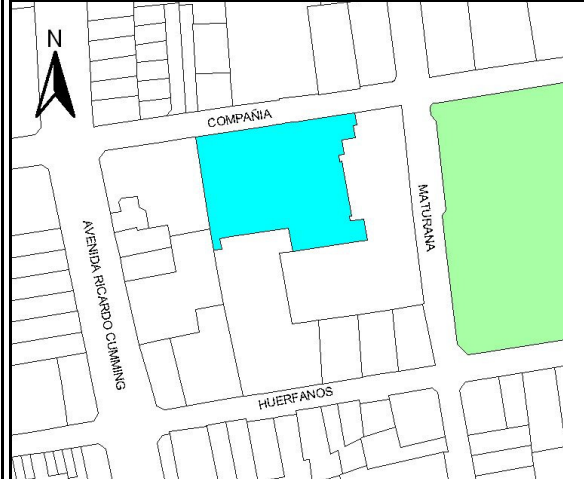 N
COMPAÑIA
MATURANA
AVENIDA RICARDO CUMMING
HUERFANOS